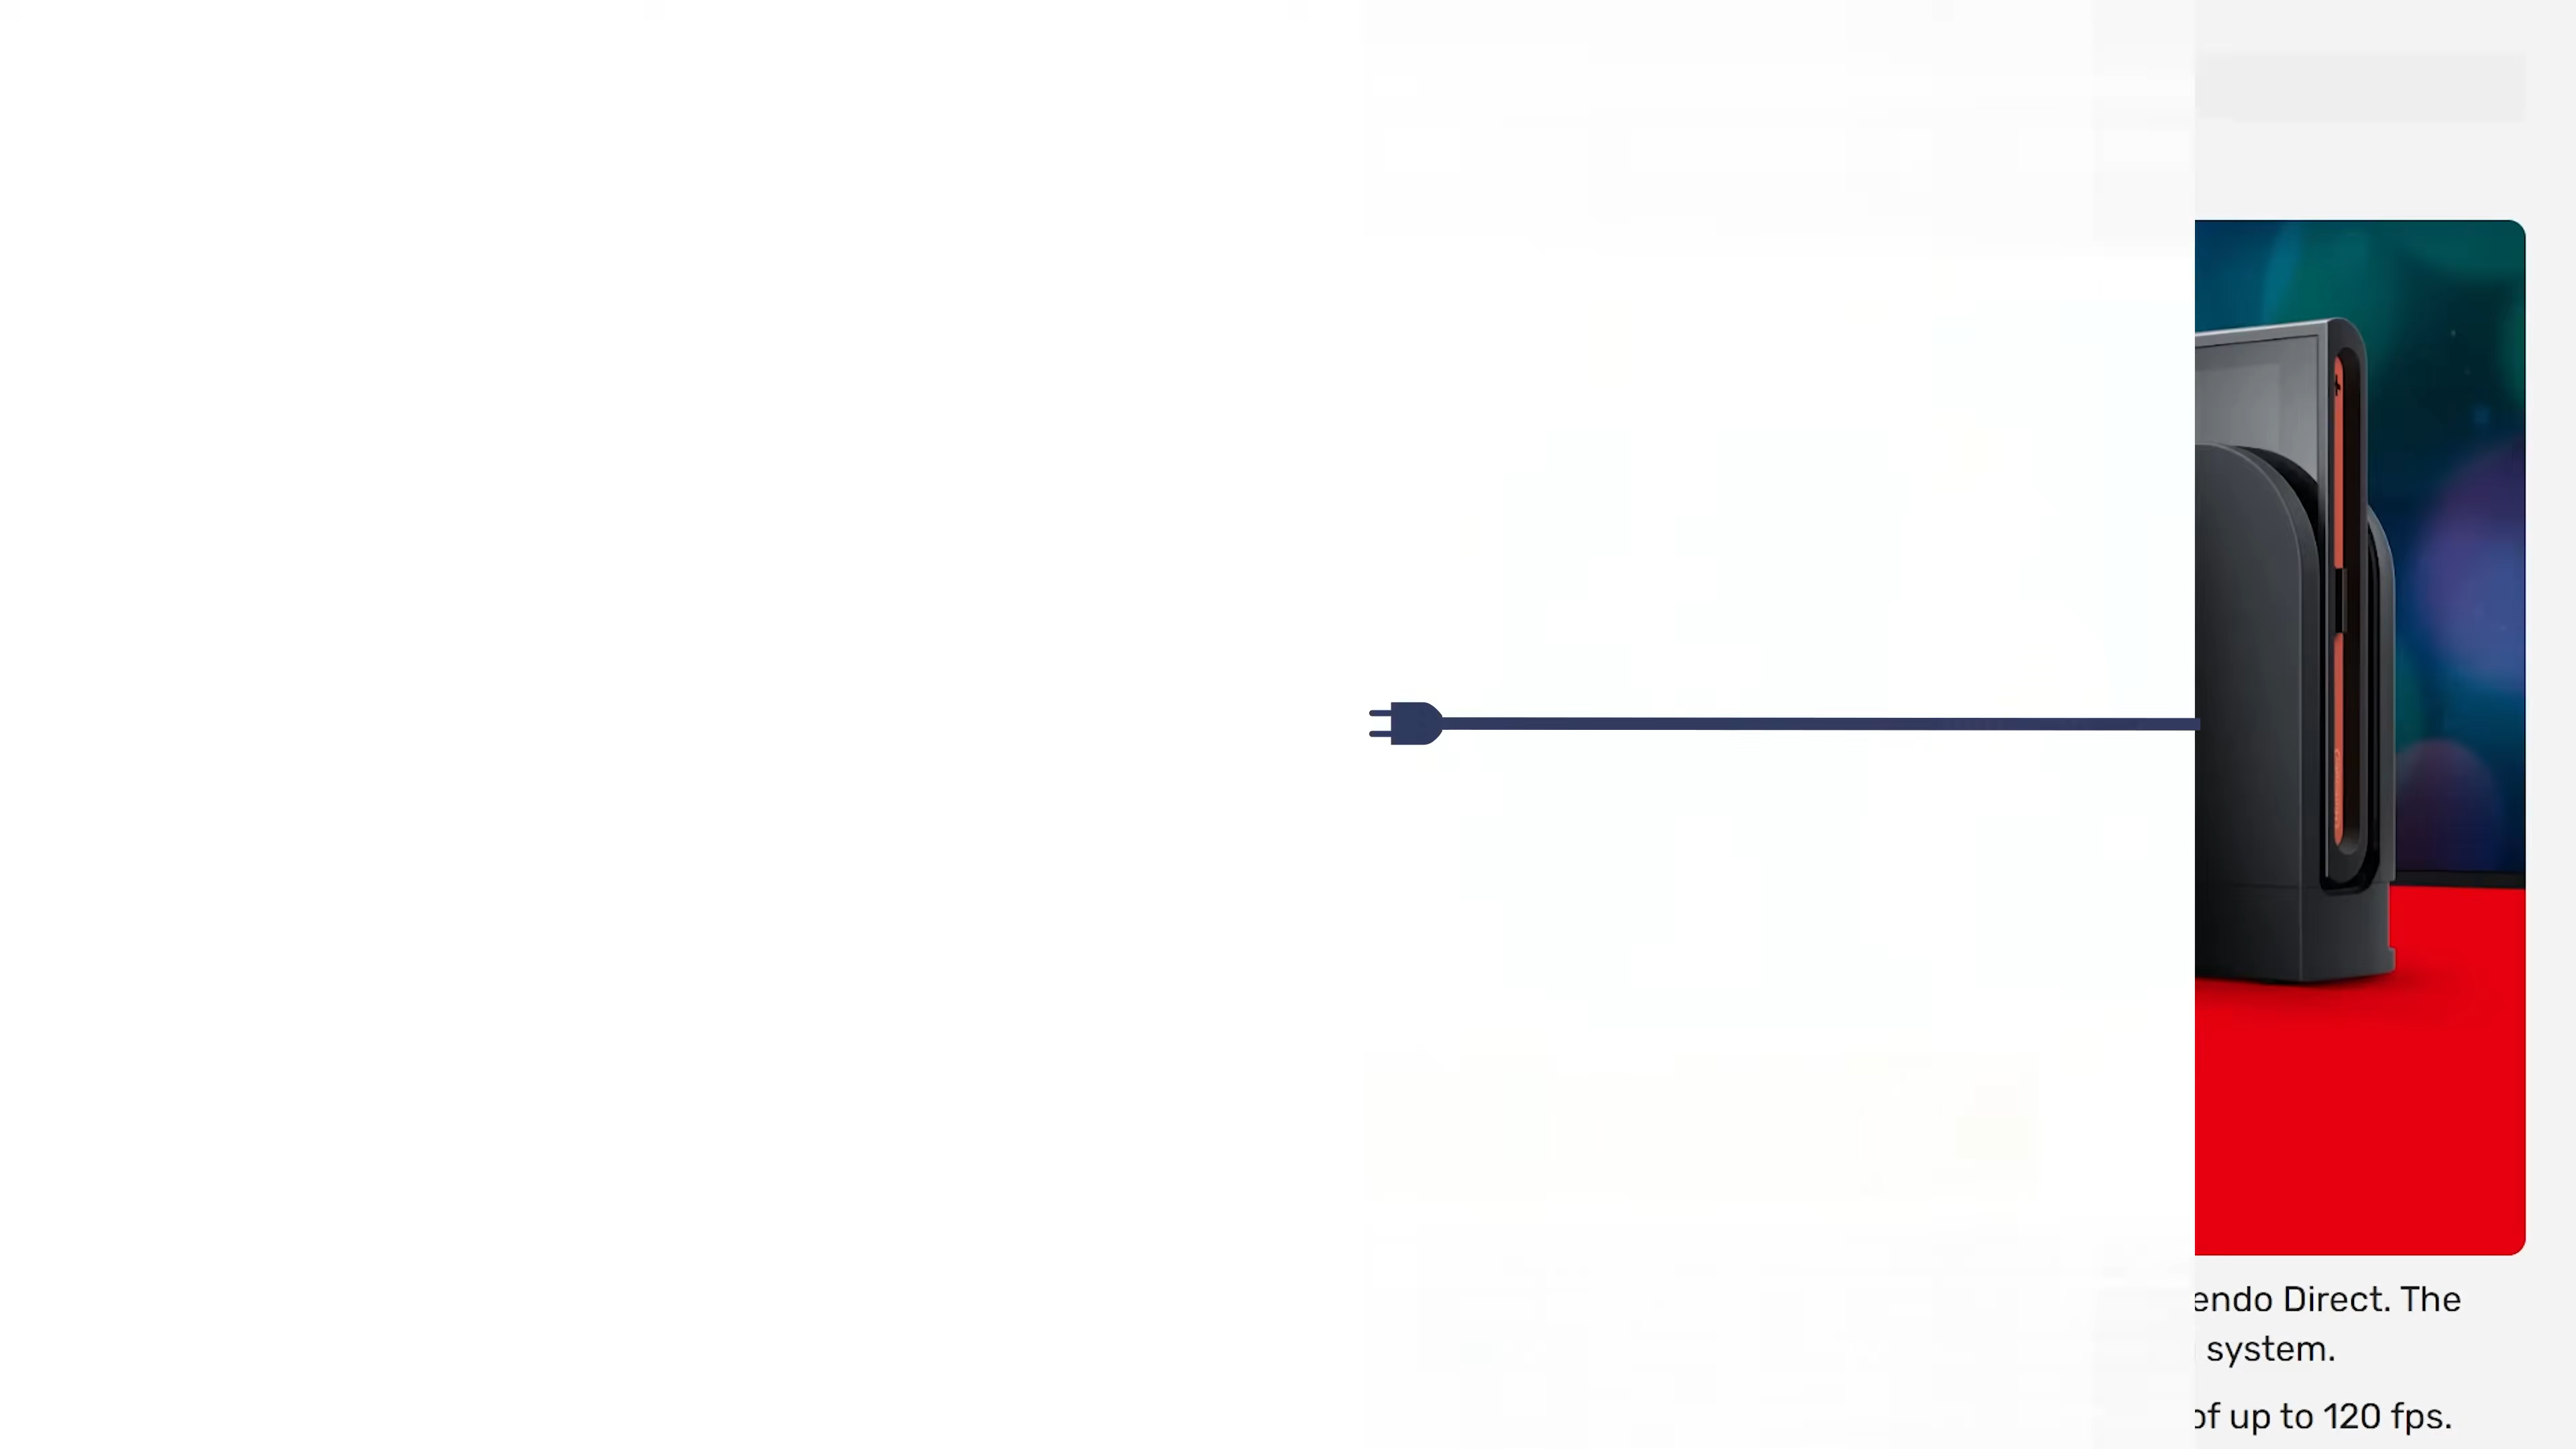 endo Direct. The
system.
of up to 120 fps.